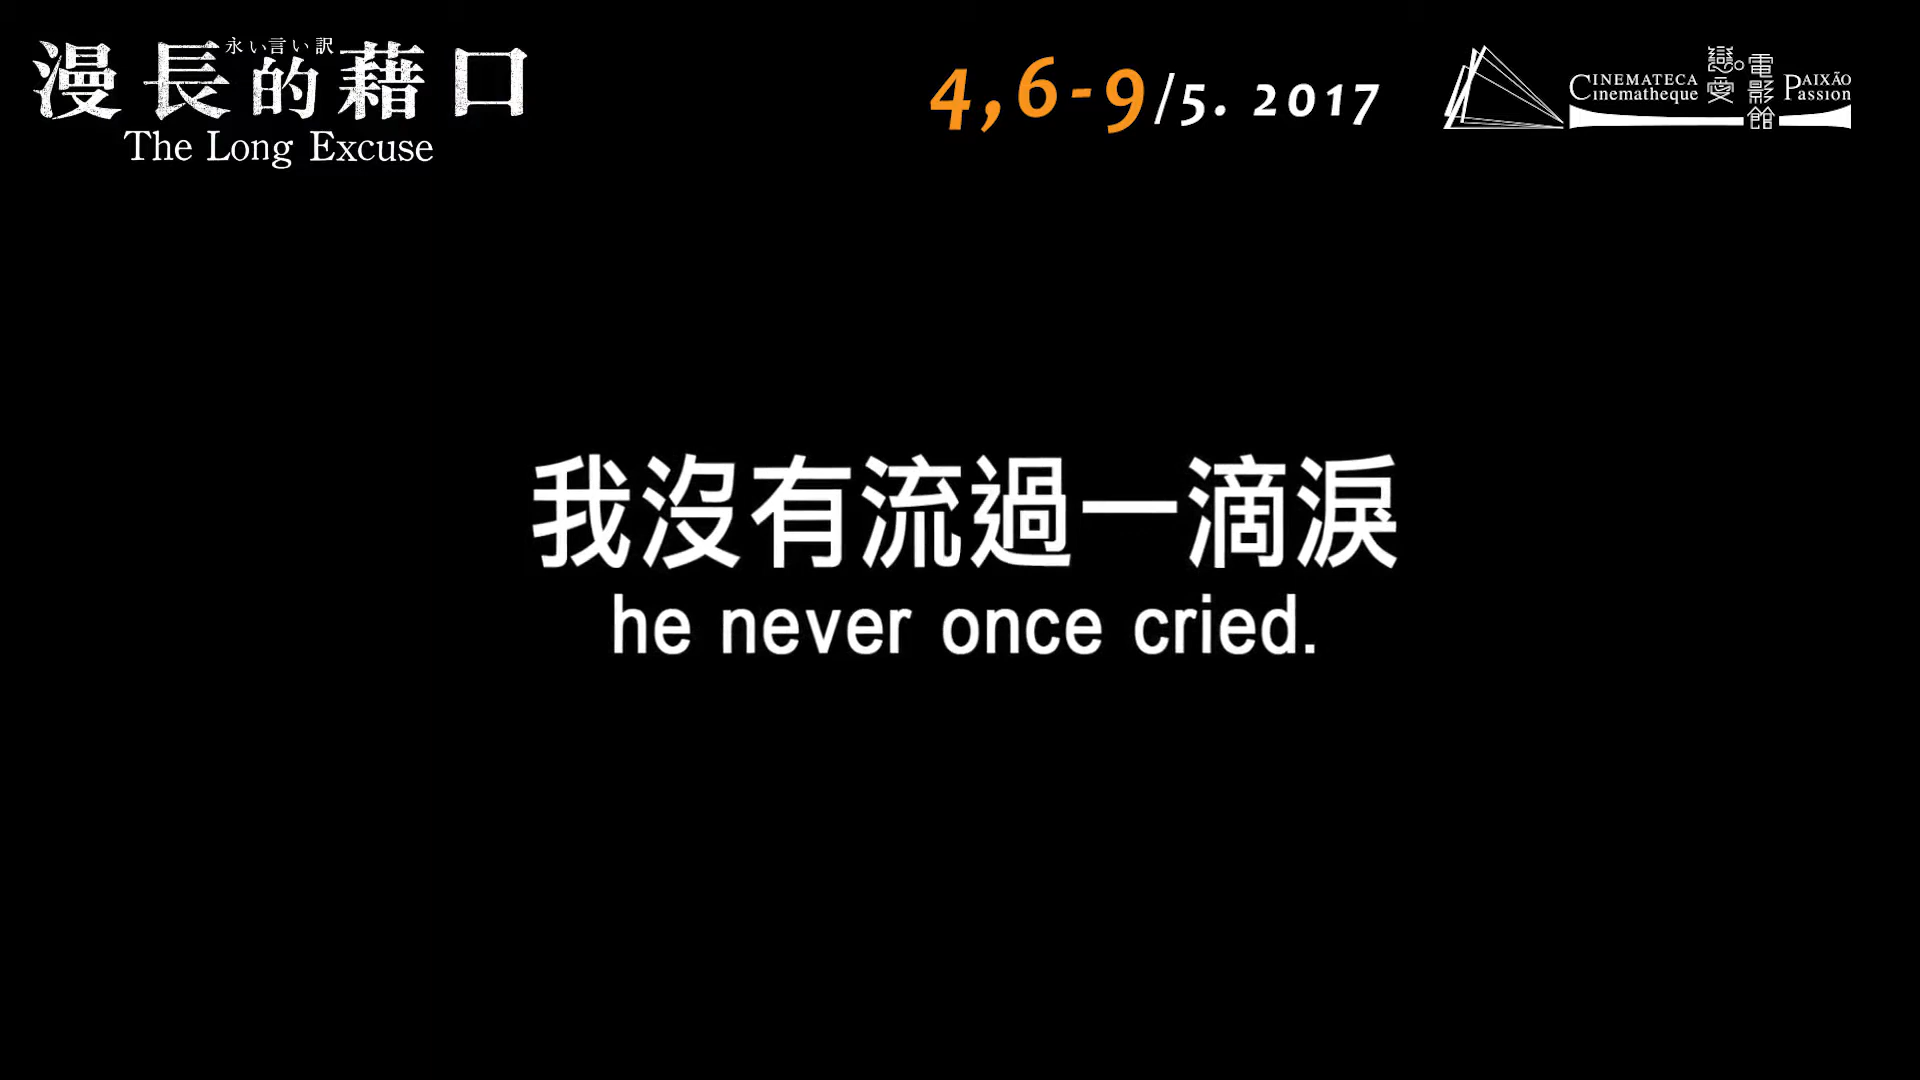 永い言い訳
漫長的藉口
The Long Excuse
4,6-9/5. 2017
CINEMATECA
Cinematheque
戀愛
電影館
PAIXÃO
Passion
我沒有流過一滴淚
he never once cried.